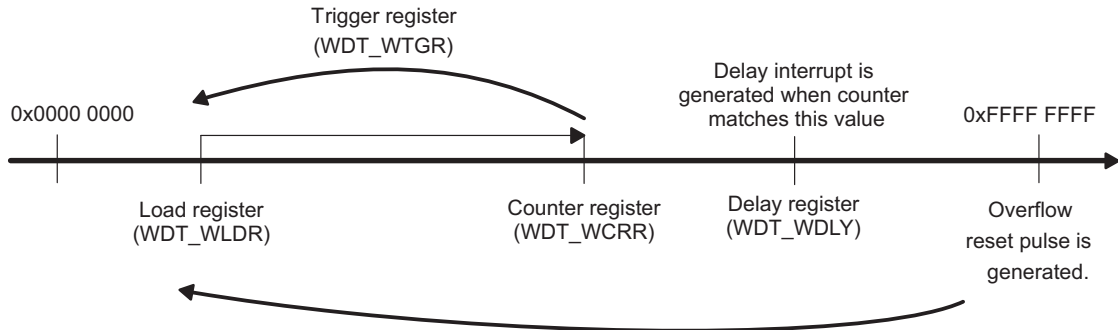 Trigger register
(WDT_WTGR)
Delay interrupt is
generated when counter
matches this value
0x0000 0000
0xFFFF FFFF
Load register
(WDT_WLDR)
Counter register
(WDT_WCRR)
Delay register
(WDT_WDLY)
Overflow
reset pulse is
generated.